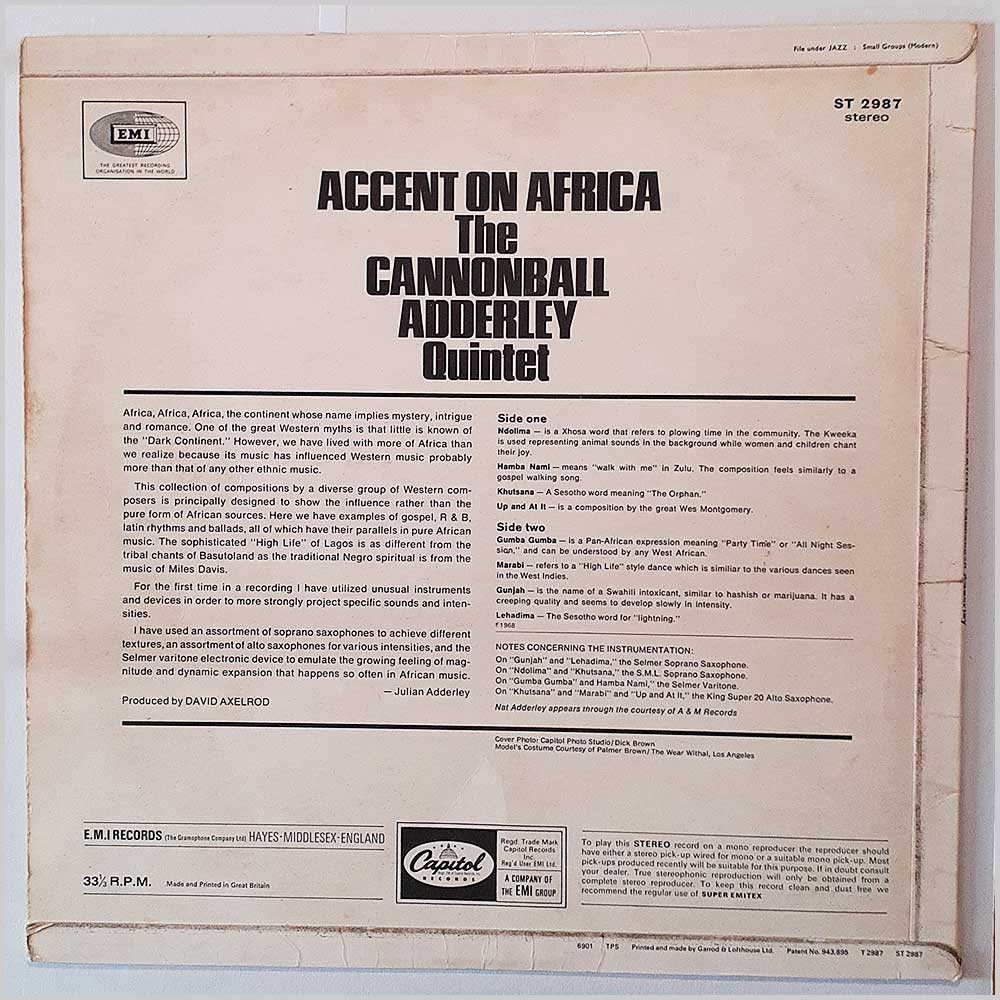 File under JAZZ : Small Groups (Modern)
ST 2987
stereo
EMI
THE GREATEST RECORDING
ORGANISATION IN THE WORLD
ACCENT ON AFRICA
The
CANNONBALL
ADDERLEY
Quintet
Africa, Africa, Africa, the continent whose name implies mystery, intrigue
and romance. One of the great Western myths is that little is known of
the "Dark Continent." However, we have lived with more of Africa than
we realize because its music has influenced Western music probably
more than that of any other ethnic music.
This collection of compositions by a diverse group of Western com-
posers is principally designed to show the influence rather than the
pure form of African sources. Here we have examples of gospel, R & B,
latin rhythms and ballads, all of which have their parallels in pure African
music. The sophisticated "High Life" of Lagos is as different from the
tribal chants of Basutoland as the traditional Negro spiritual is from the
music of Miles Davis.
For the first time in a recording I have utilized unusual instruments
and devices in order to more strongly project specific sounds and inten-
sities.
I have used an assortment of soprano saxophones to achieve different
textures, an assortment of alto saxophones for various intensities, and the
Selmer varitone electronic device to emulate the growing feeling of mag-
nitude and dynamic expansion that happens so often in African music.
— Julian Adderley
Produced by DAVID AXELROD
Side one
Ndolima — is a Xhosa word that refers to plowing time in the community. The Kweeka
is used representing animal sounds in the background while women and children chant
their joy.
Hamba Nami — means "walk with me" in Zulu. The composition feels similarly to a
gospel walking song.
Khutsana — A Sesotho word meaning "The Orphan."
Up and At It — is a composition by the great Wes Montgomery.
Side two
Gumba Gumba — is a Pan-African expression meaning "Party Time" or "All Night Ses-
sion," and can be understood by any West African.
Marabi — refers to a "High Life" style dance which is similiar to the various dances seen
in the West Indies.
Gunjah — is the name of a Swahili intoxicant, similar to hashish or marijuana. It has a
creeping quality and seems to develop slowly in intensity.
Lehadima — The Sesotho word for "lightning."
℗1968
NOTES CONCERNING THE INSTRUMENTATION:
On "Gunjah" and "Lehadima," the Selmer Soprano Saxophone.
On "Ndolima" and "Khutsana," the S.M.L. Soprano Saxophone.
On "Gumba Gumba" and Hamba Nami," the Selmer Varitone.
On "Khutsana" and "Marabi" and "Up and At It," the King Super 20 Alto Saxophone.
Nat Adderley appears through the courtesy of A & M Records
Cover Photo: Capitol Photo Studio/Dick Brown
Model's Costume Courtesy of Palmer Brown/The Wear Withal, Los Angeles
E.M.I RECORDS (The Gramophone Company Ltd) HAYES·MIDDLESEX·ENGLAND
33⅓ R.P.M. Made and Printed in Great Britain
Capitol
RECORDS
Regd. Trade Mark
Capitol Records
Inc.
Reg'd User EMI Ltd.
A COMPANY OF
THE EMI GROUP
To play this STEREO record on a mono reproducer the reproducer should
have either a stereo pick-up wired for mono or a suitable mono pick-up. Most
pick-ups produced recently will be suitable for this purpose. If in doubt consult
your dealer. True stereophonic reproduction will only be obtained from a
complete stereo reproducer. To keep this record clean and dust free we
recommend the regular use of SUPER EMITEX
6901 TPS Printed and made by Garrod & Lofthouse Ltd. Patent No. 943,895 T 2987 ST 2987